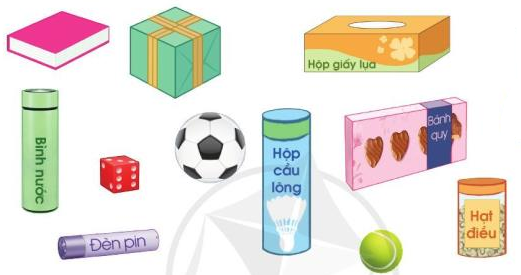 Hộp giấy lụa
Bánh
quy
Bình nước
Hộp
cầu
lông
Hạt
điều
Đèn pin